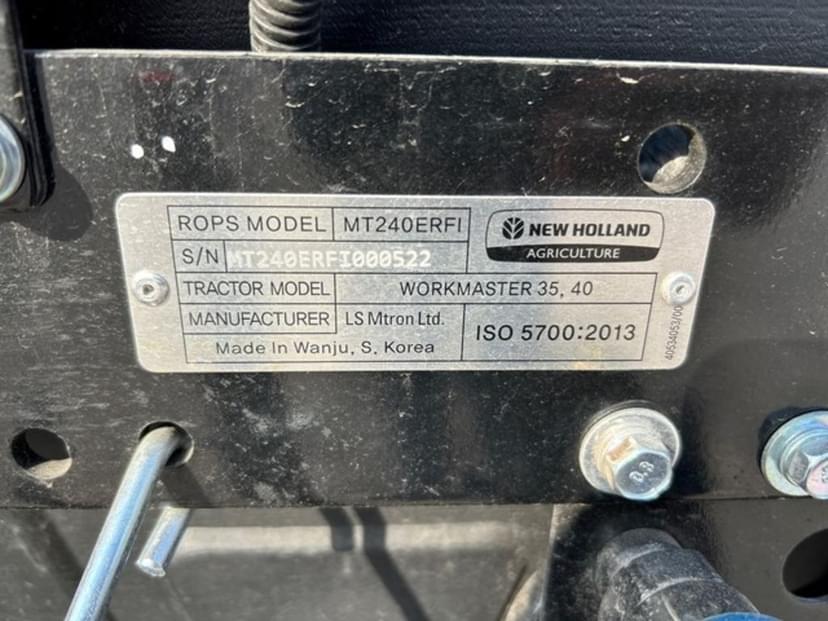 ROPS MODEL MT240ERFI
NEW HOLLAND
AGRICULTURE
S/N MT240ERFI000522
TRACTOR MODEL WORKMASTER 35, 40
MANUFACTURER LS Mtron Ltd.
ISO 5700:2013
Made In Wanju, S. Korea
8.8